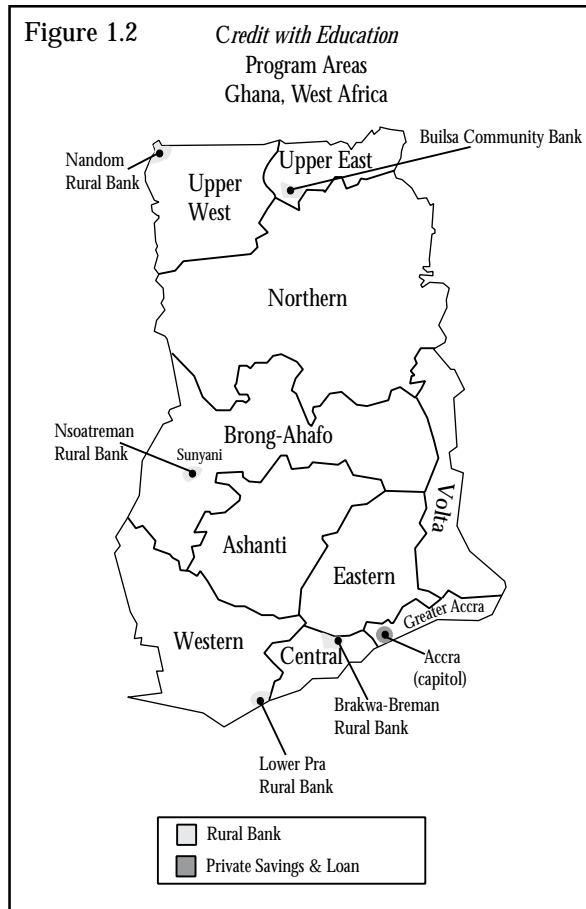 Figure 1.2
Credit with Education
Program Areas
Ghana, West Africa
Builsa Community Bank
Nandom
Rural Bank
Upper East
Upper
West
Northern
Nsoatreman
Rural Bank
Sunyani
Brong-Ahafo
Volta
Ashanti
Eastern
Greater Accra
Western
Central
Accra
(capitol)
Brakwa-Breman
Rural Bank
Lower Pra
Rural Bank
Rural Bank
Private Savings & Loan